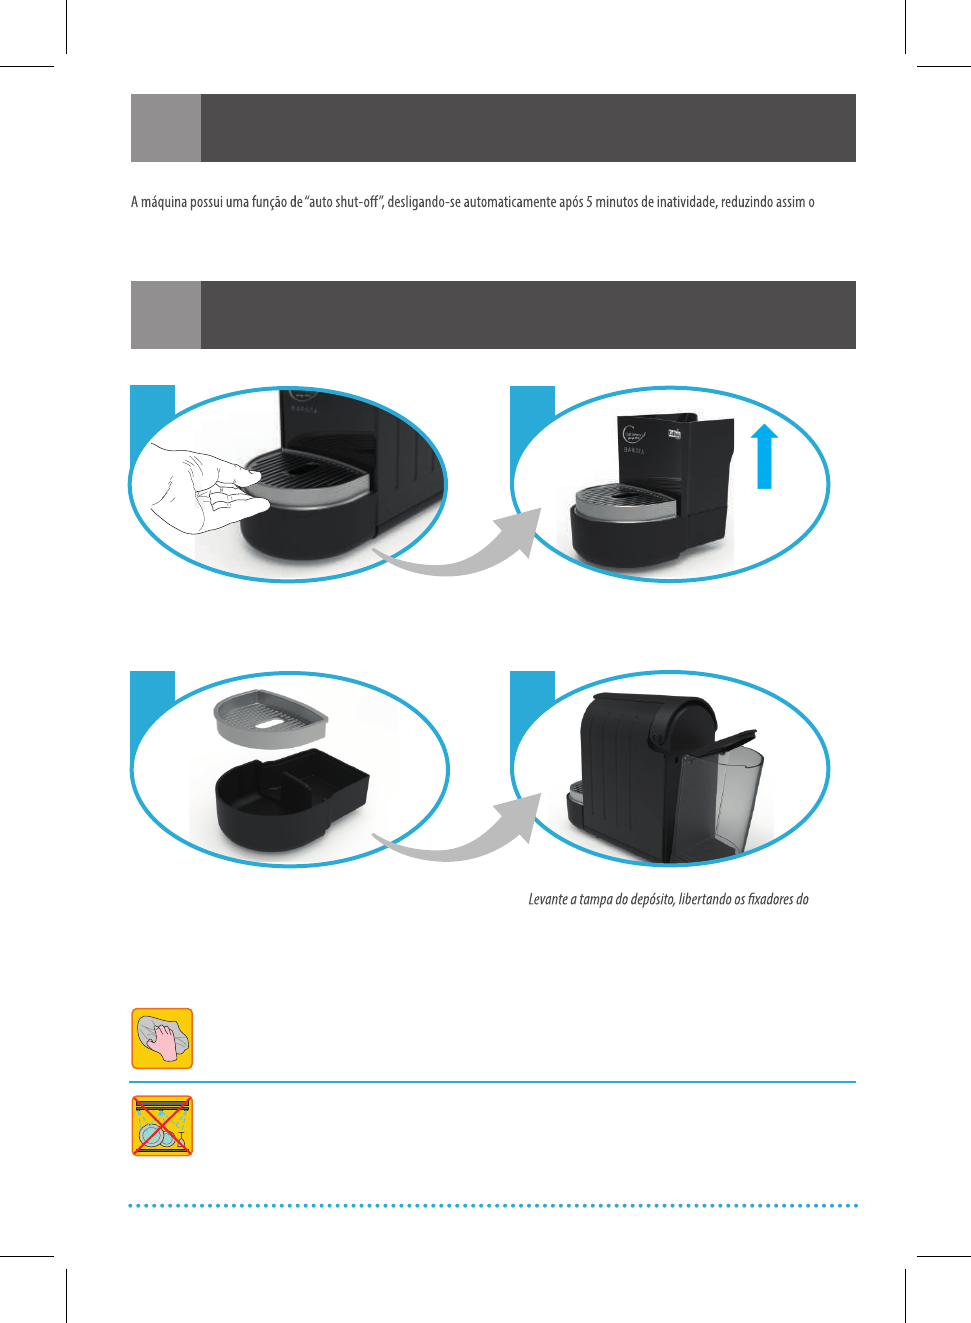 A máquina possui uma função de “auto shut-off”, desligando-se automaticamente após 5 minutos de inatividade, reduzindo assim o
BARISTA
BARISTA
Levante a tampa do depósito, libertando os fixadores do